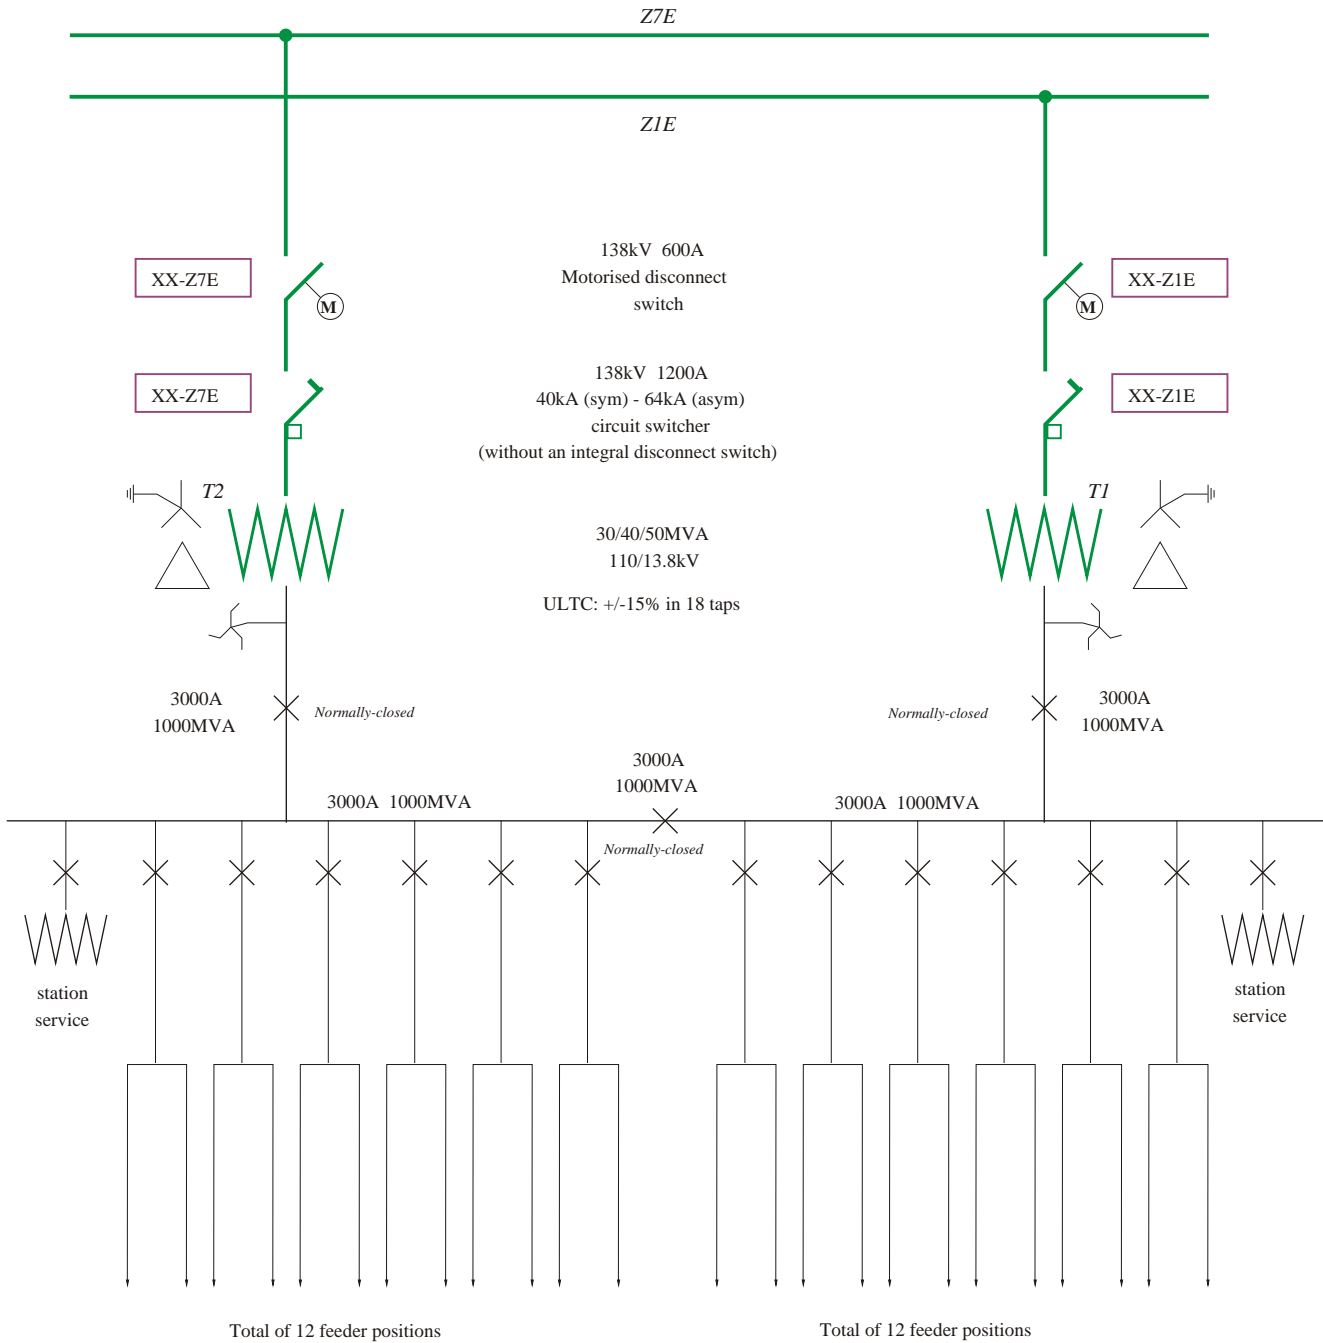 Z7E
Z1E
138kV 600A
Motorised disconnect
switch
XX-Z7E
M
M
XX-Z1E
138kV 1200A
40kA (sym) - 64kA (asym)
circuit switcher
(without an integral disconnect switch)
XX-Z7E
XX-Z1E
T2
T1
30/40/50MVA
110/13.8kV
ULTC: +/-15% in 18 taps
3000A
1000MVA
Normally-closed
Normally-closed
3000A
1000MVA
3000A
1000MVA
3000A 1000MVA
3000A 1000MVA
Normally-closed
station
service
station
service
Total of 12 feeder positions
Total of 12 feeder positions